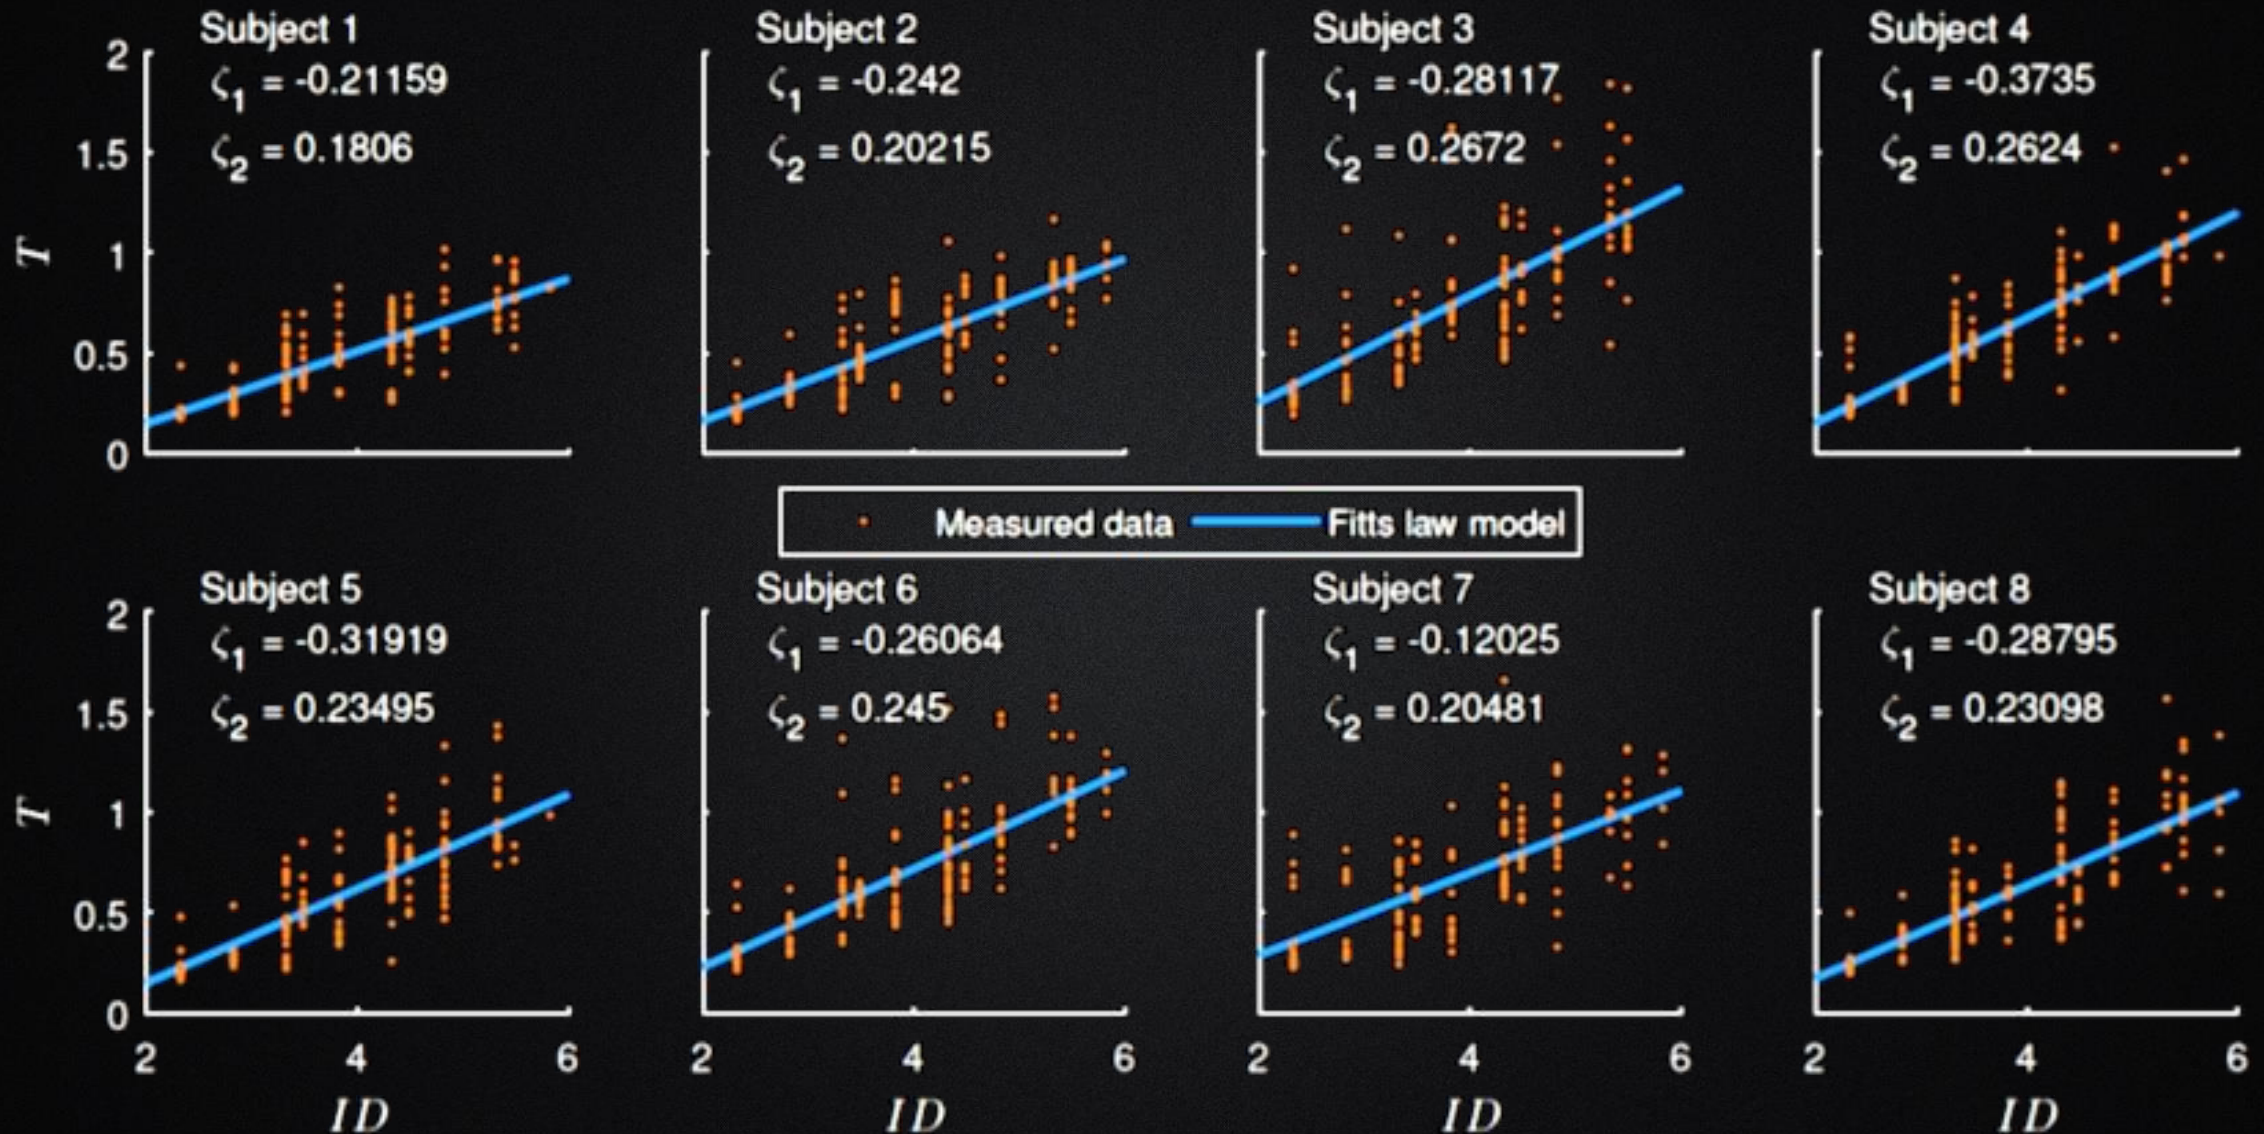 Subject 1
ζ1 = -0.21159
ζ2 = 0.1806
Subject 2
ζ1 = -0.242
ζ2 = 0.20215
Subject 3
ζ1 = -0.28117
ζ2 = 0.2672
Subject 4
ζ1 = -0.3735
ζ2 = 0.2624
2
1.5
1
0.5
0
T
Measured data Fitts law model
Subject 5
ζ1 = -0.31919
ζ2 = 0.23495
Subject 6
ζ1 = -0.26064
ζ2 = 0.245
Subject 7
ζ1 = -0.12025
ζ2 = 0.20481
Subject 8
ζ1 = -0.28795
ζ2 = 0.23098
2
1.5
1
0.5
0
T
2 4 6 2 4 6 2 4 6 2 4 6
ID ID ID ID